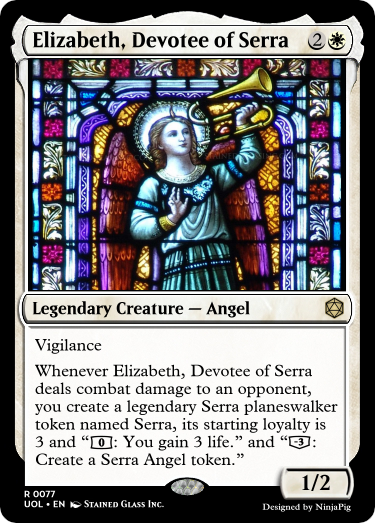 Elizabeth, Devotee of Serra 2
Legendary Creature — Angel
Vigilance
Whenever Elizabeth, Devotee of Serra
deals combat damage to an opponent,
you create a legendary Serra planeswalker
token named Serra, its starting loyalty is
3 and “0: You gain 3 life.” and “-3:
Create a Serra Angel token.”
1/2
R 0077
UOL • EN Stained Glass Inc.
Designed by NinjaPig